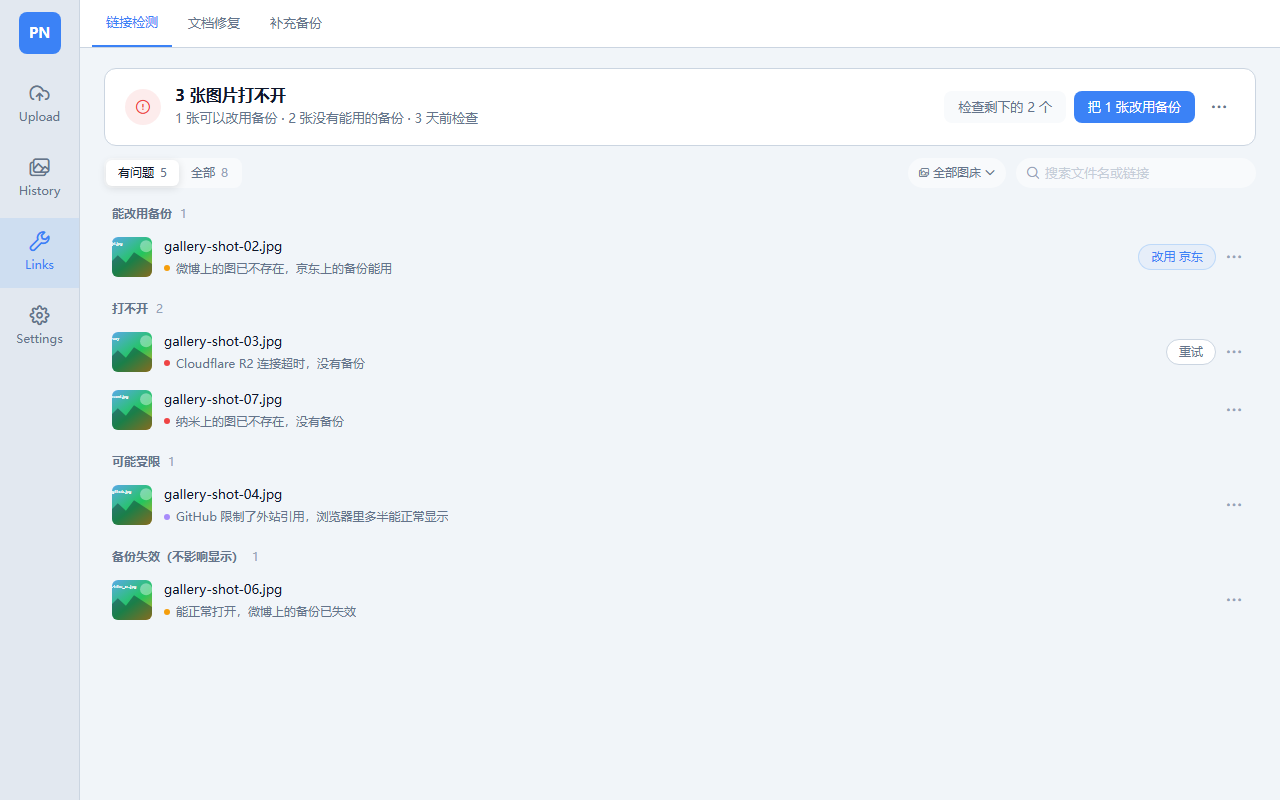 PN
Upload
History
Links
Settings
链接检测
文档修复
补充备份
3 张图片打不开
1 张可以改用备份 · 2 张没有能用的备份 · 3 天前检查
检查剩下的 2 个
把 1 张改用备份
有问题 5
全部 8
全部图床
搜索文件名或链接
能改用备份 1
gallery-shot-02.jpg
微博上的图已不存在，京东上的备份能用
改用 京东
打不开 2
gallery-shot-03.jpg
Cloudflare R2 连接超时，没有备份
重试
gallery-shot-07.jpg
纳米上的图已不存在，没有备份
可能受限 1
gallery-shot-04.jpg
GitHub 限制了外站引用，浏览器里多半能正常显示
备份失效（不影响显示） 1
gallery-shot-06.jpg
能正常打开，微博上的备份已失效